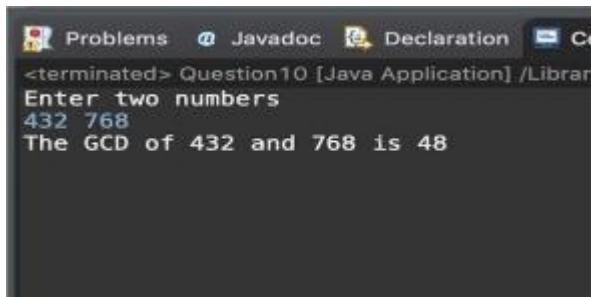 Problems @ Javadoc Declaration
<terminated> Question10 [Java Application] /Librar
Enter two numbers
432 768
The GCD of 432 and 768 is 48